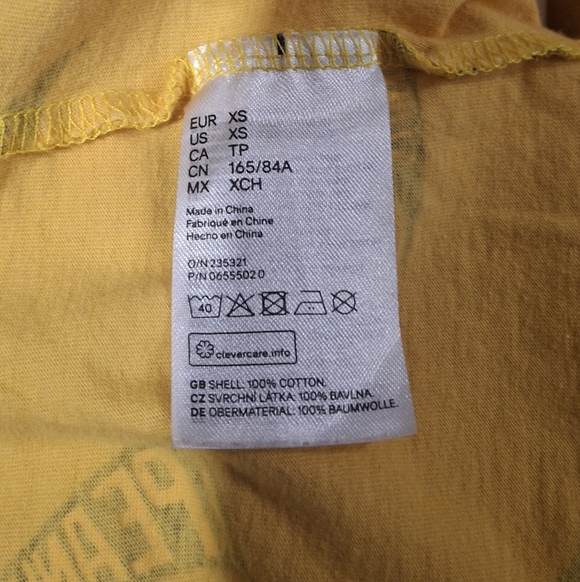 EUR XS
US XS
CA TP
CN 165/84A
MX XCH
Made in China
Fabriqué en Chine
Hecho en China
O/N 235321
P/N 06555020
40
clevercare.info
GB SHELL: 100% COTTON.
CZ SVRCHNÍ LÁTKA: 100% BAVLNA.
DE OBERMATERIAL: 100% BAUMWOLLE.